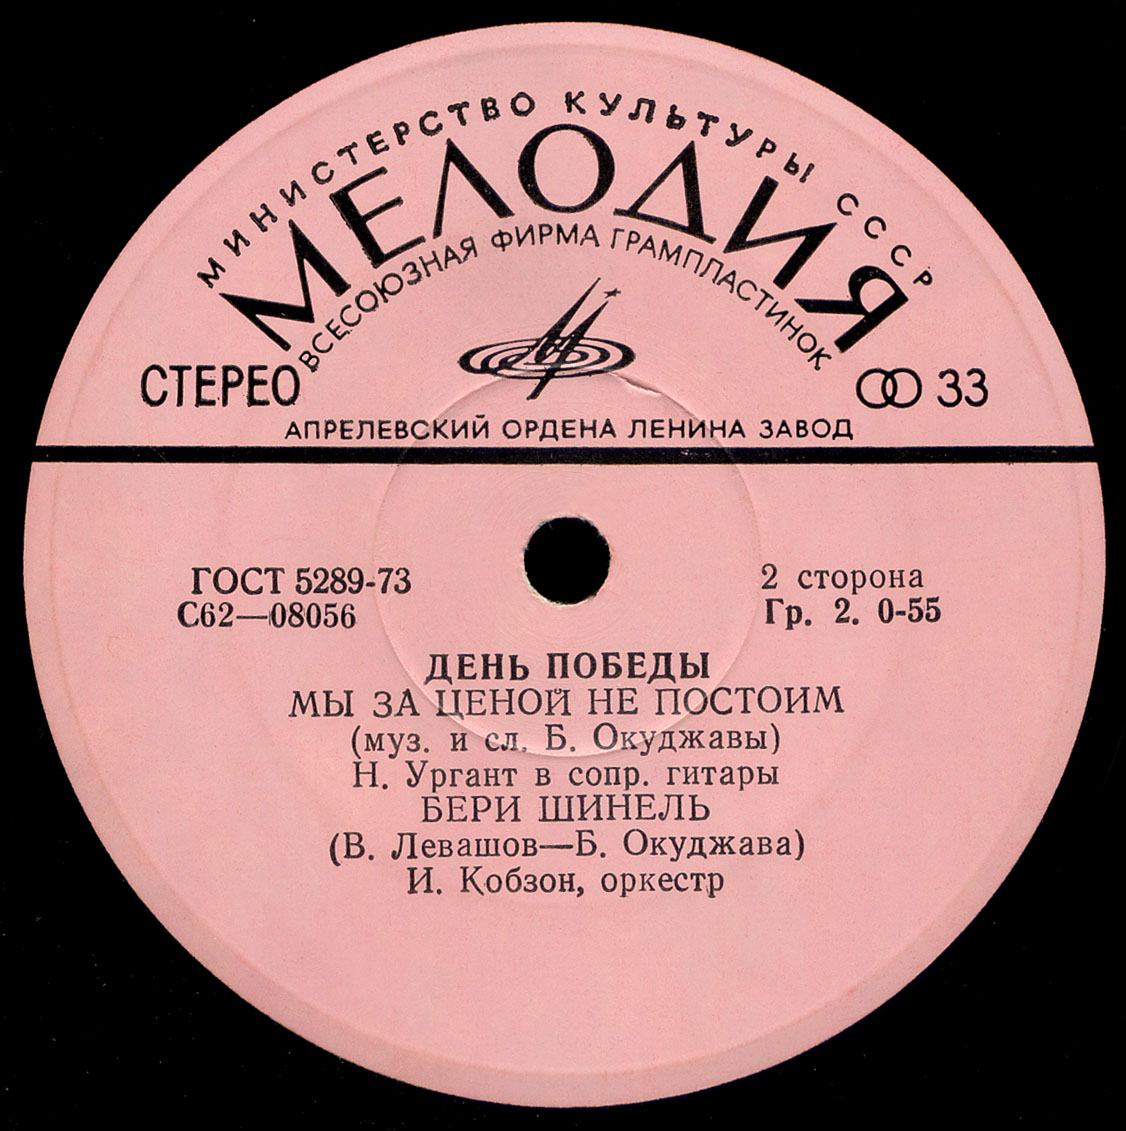 МИНИСТЕРСТВО КУЛЬТУРЫ СССР
МЕЛОДИЯ
ВСЕСОЮЗНАЯ ФИРМА ГРАМПЛАСТИНОК
СТЕРЕО
33
АПРЕЛЕВСКИЙ ОРДЕНА ЛЕНИНА ЗАВОД
ГОСТ 5289-73
С62—08056
2 сторона
Гр. 2. 0-55
ДЕНЬ ПОБЕДЫ
МЫ ЗА ЦЕНОЙ НЕ ПОСТОИМ
(муз. и сл. Б. Окуджавы)
Н. Ургант в сопр. гитары
БЕРИ ШИНЕЛЬ
(В. Левашов—Б. Окуджава)
И. Кобзон, оркестр